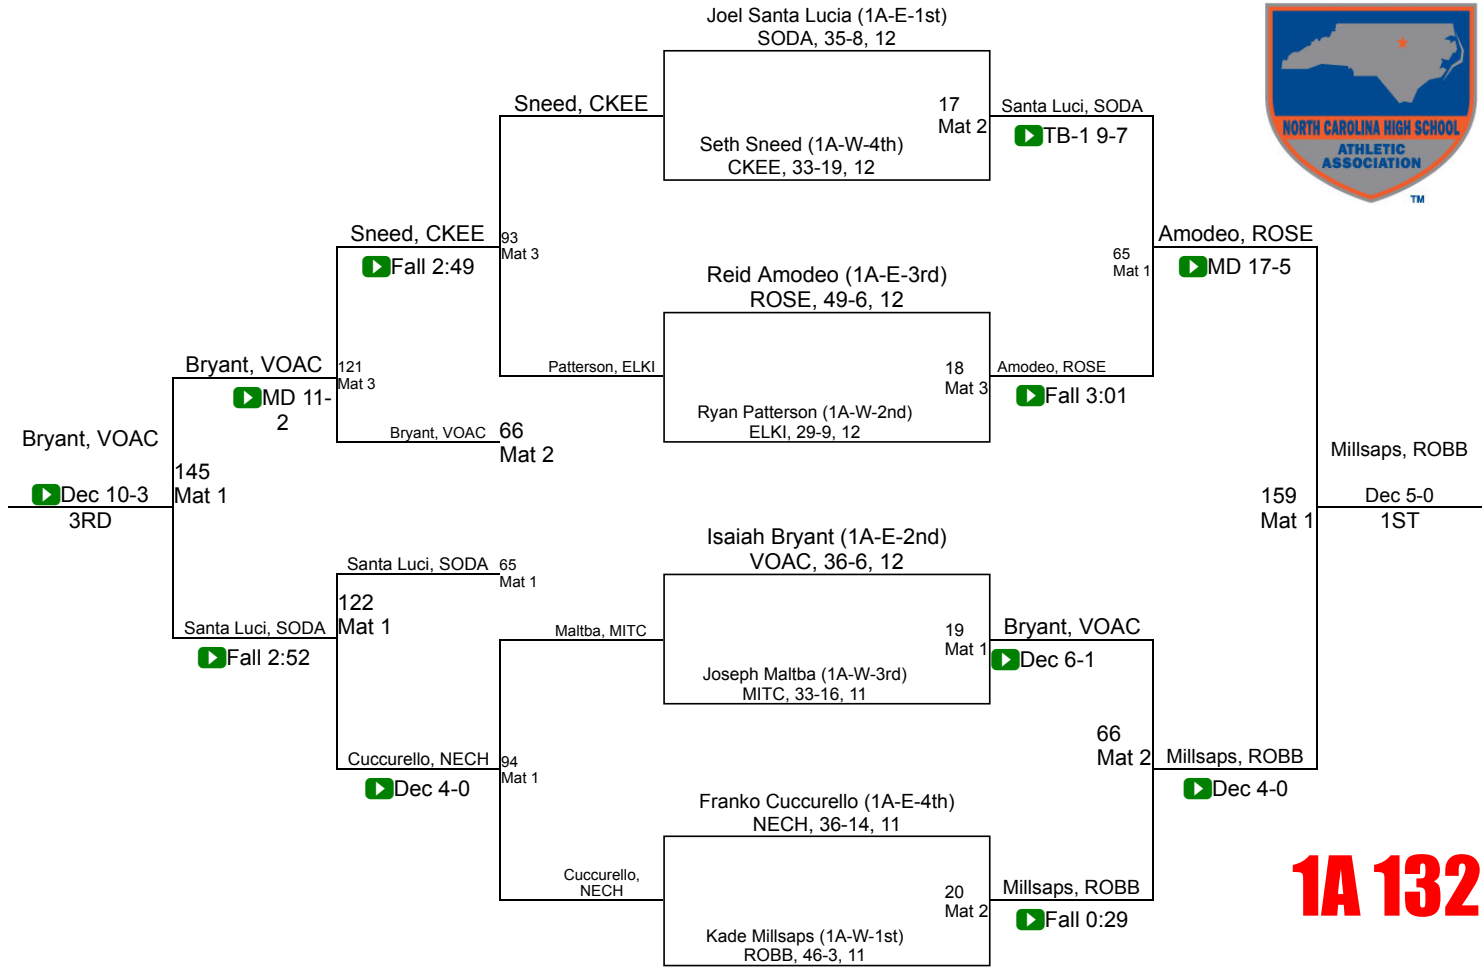 Joel Santa Lucia (1A-E-1st)
SODA, 35-8, 12
Sneed, CKEE
17
Mat 2
Santa Luci, SODA
TB-1 9-7
Seth Sneed (1A-W-4th)
CKEE, 33-19, 12
NORTH CAROLINA HIGH SCHOOL
ATHLETIC
ASSOCIATION
TM
Sneed, CKEE
Fall 2:49
93
Mat 3
Reid Amodeo (1A-E-3rd)
ROSE, 49-6, 12
65
Mat 1
Amodeo, ROSE
MD 17-5
Bryant, VOAC
MD 11-
2
121
Mat 3
Patterson, ELKI
18
Mat 3
Amodeo, ROSE
Fall 3:01
Ryan Patterson (1A-W-2nd)
ELKI, 29-9, 12
Bryant, VOAC
66
Mat 2
Bryant, VOAC
Dec 10-3
3RD
145
Mat 1
Millsaps, ROBB
Dec 5-0
1ST
159
Mat 1
Isaiah Bryant (1A-E-2nd)
VOAC, 36-6, 12
Santa Luci, SODA
65
Mat 1
122
Mat 1
Santa Luci, SODA
Fall 2:52
Maltba, MITC
19
Mat 1
Bryant, VOAC
Dec 6-1
Joseph Maltba (1A-W-3rd)
MITC, 33-16, 11
Cuccurello, NECH
Dec 4-0
94
Mat 1
66
Mat 2
Millsaps, ROBB
Dec 4-0
Franko Cuccurello (1A-E-4th)
NECH, 36-14, 11
Cuccurello,
NECH
20
Mat 2
Millsaps, ROBB
Fall 0:29
Kade Millsaps (1A-W-1st)
ROBB, 46-3, 11
1A 132